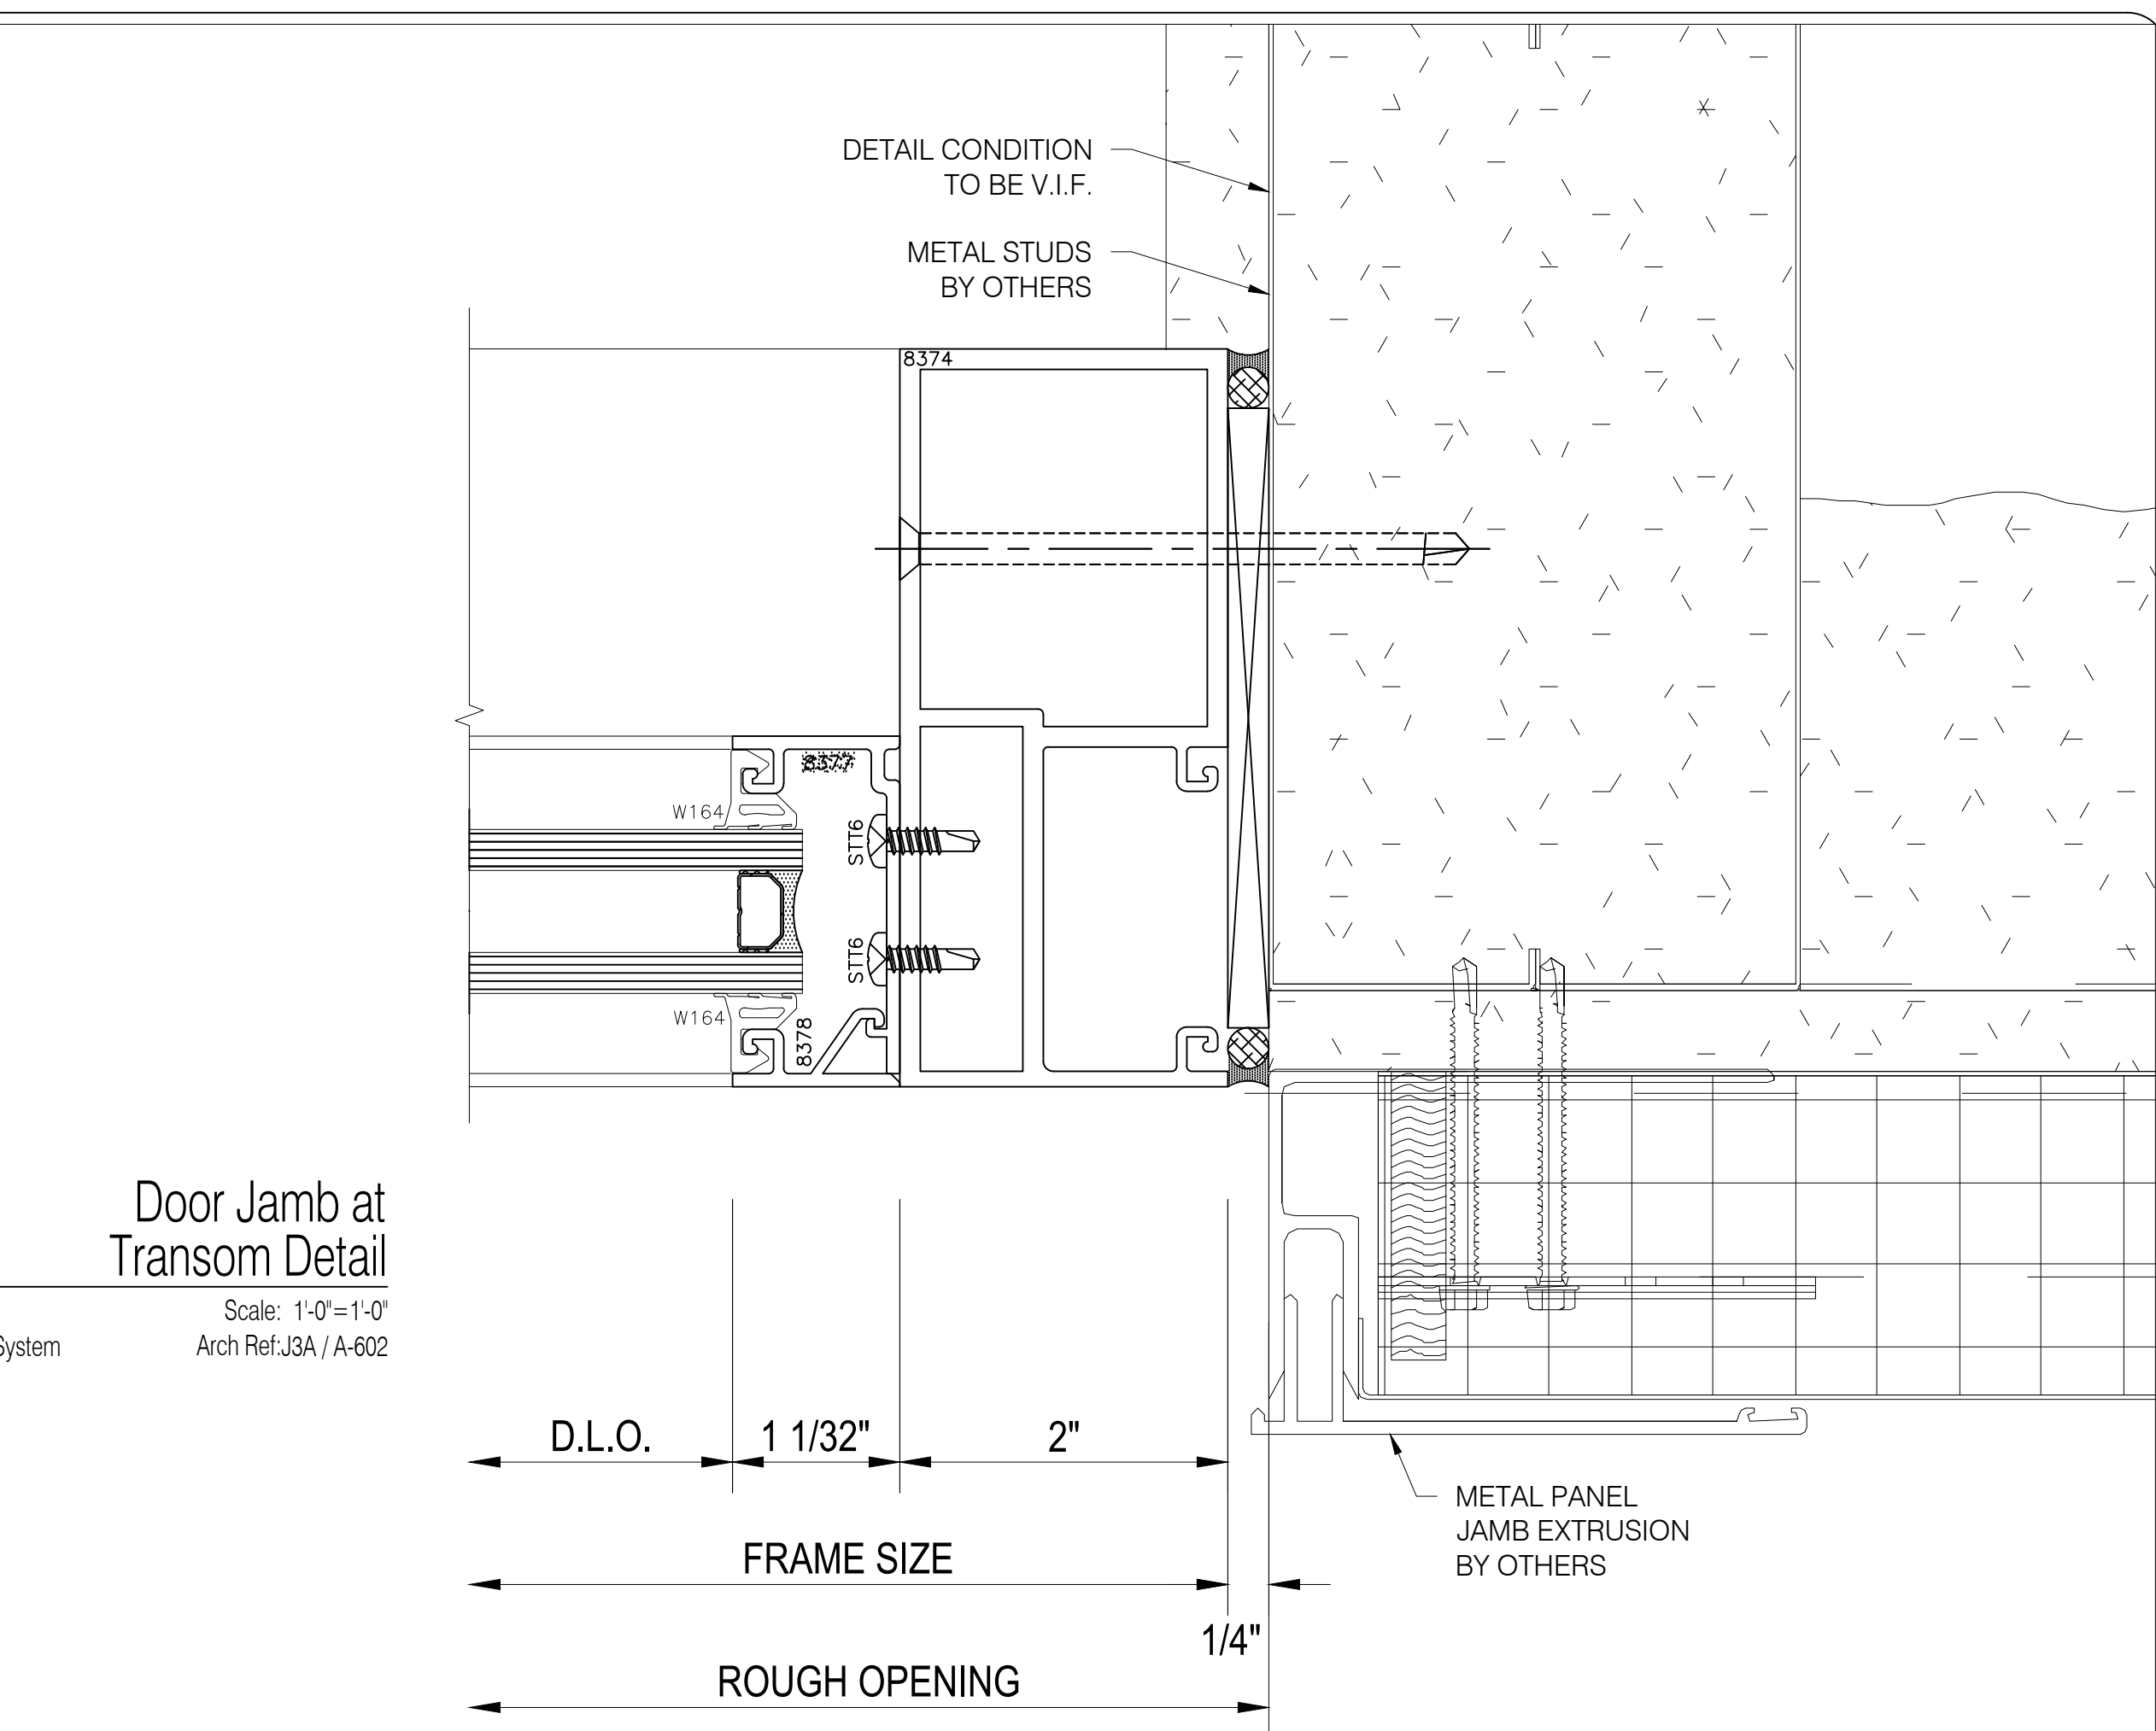 DETAIL CONDITION
TO BE V.I.F.
METAL STUDS
BY OTHERS
8374
8377
W164
STT6
STT6
W164
8378
Door Jamb at
Transom Detail
Scale: 1'-0"=1'-0"
System
Arch Ref:J3A / A-602
D.L.O.
1 1/32"
2"
METAL PANEL
JAMB EXTRUSION
BY OTHERS
FRAME SIZE
1/4"
ROUGH OPENING